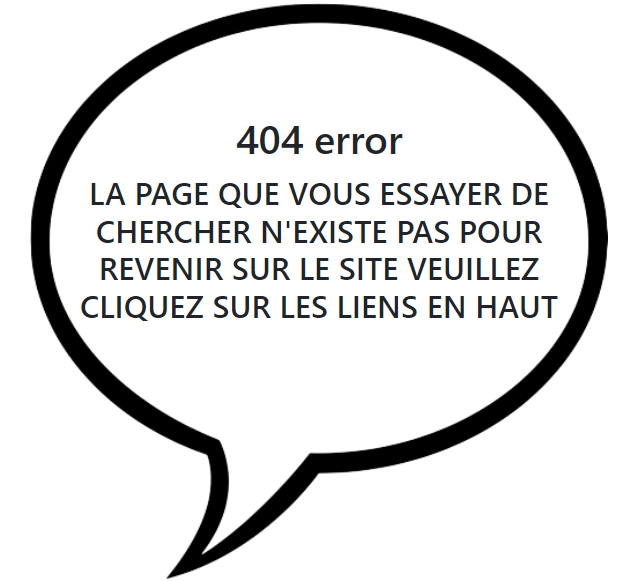 404 error
LA PAGE QUE VOUS ESSAYER DE
CHERCHER N'EXISTE PAS POUR
REVENIR SUR LE SITE VEUILLEZ
CLIQUEZ SUR LES LIENS EN HAUT